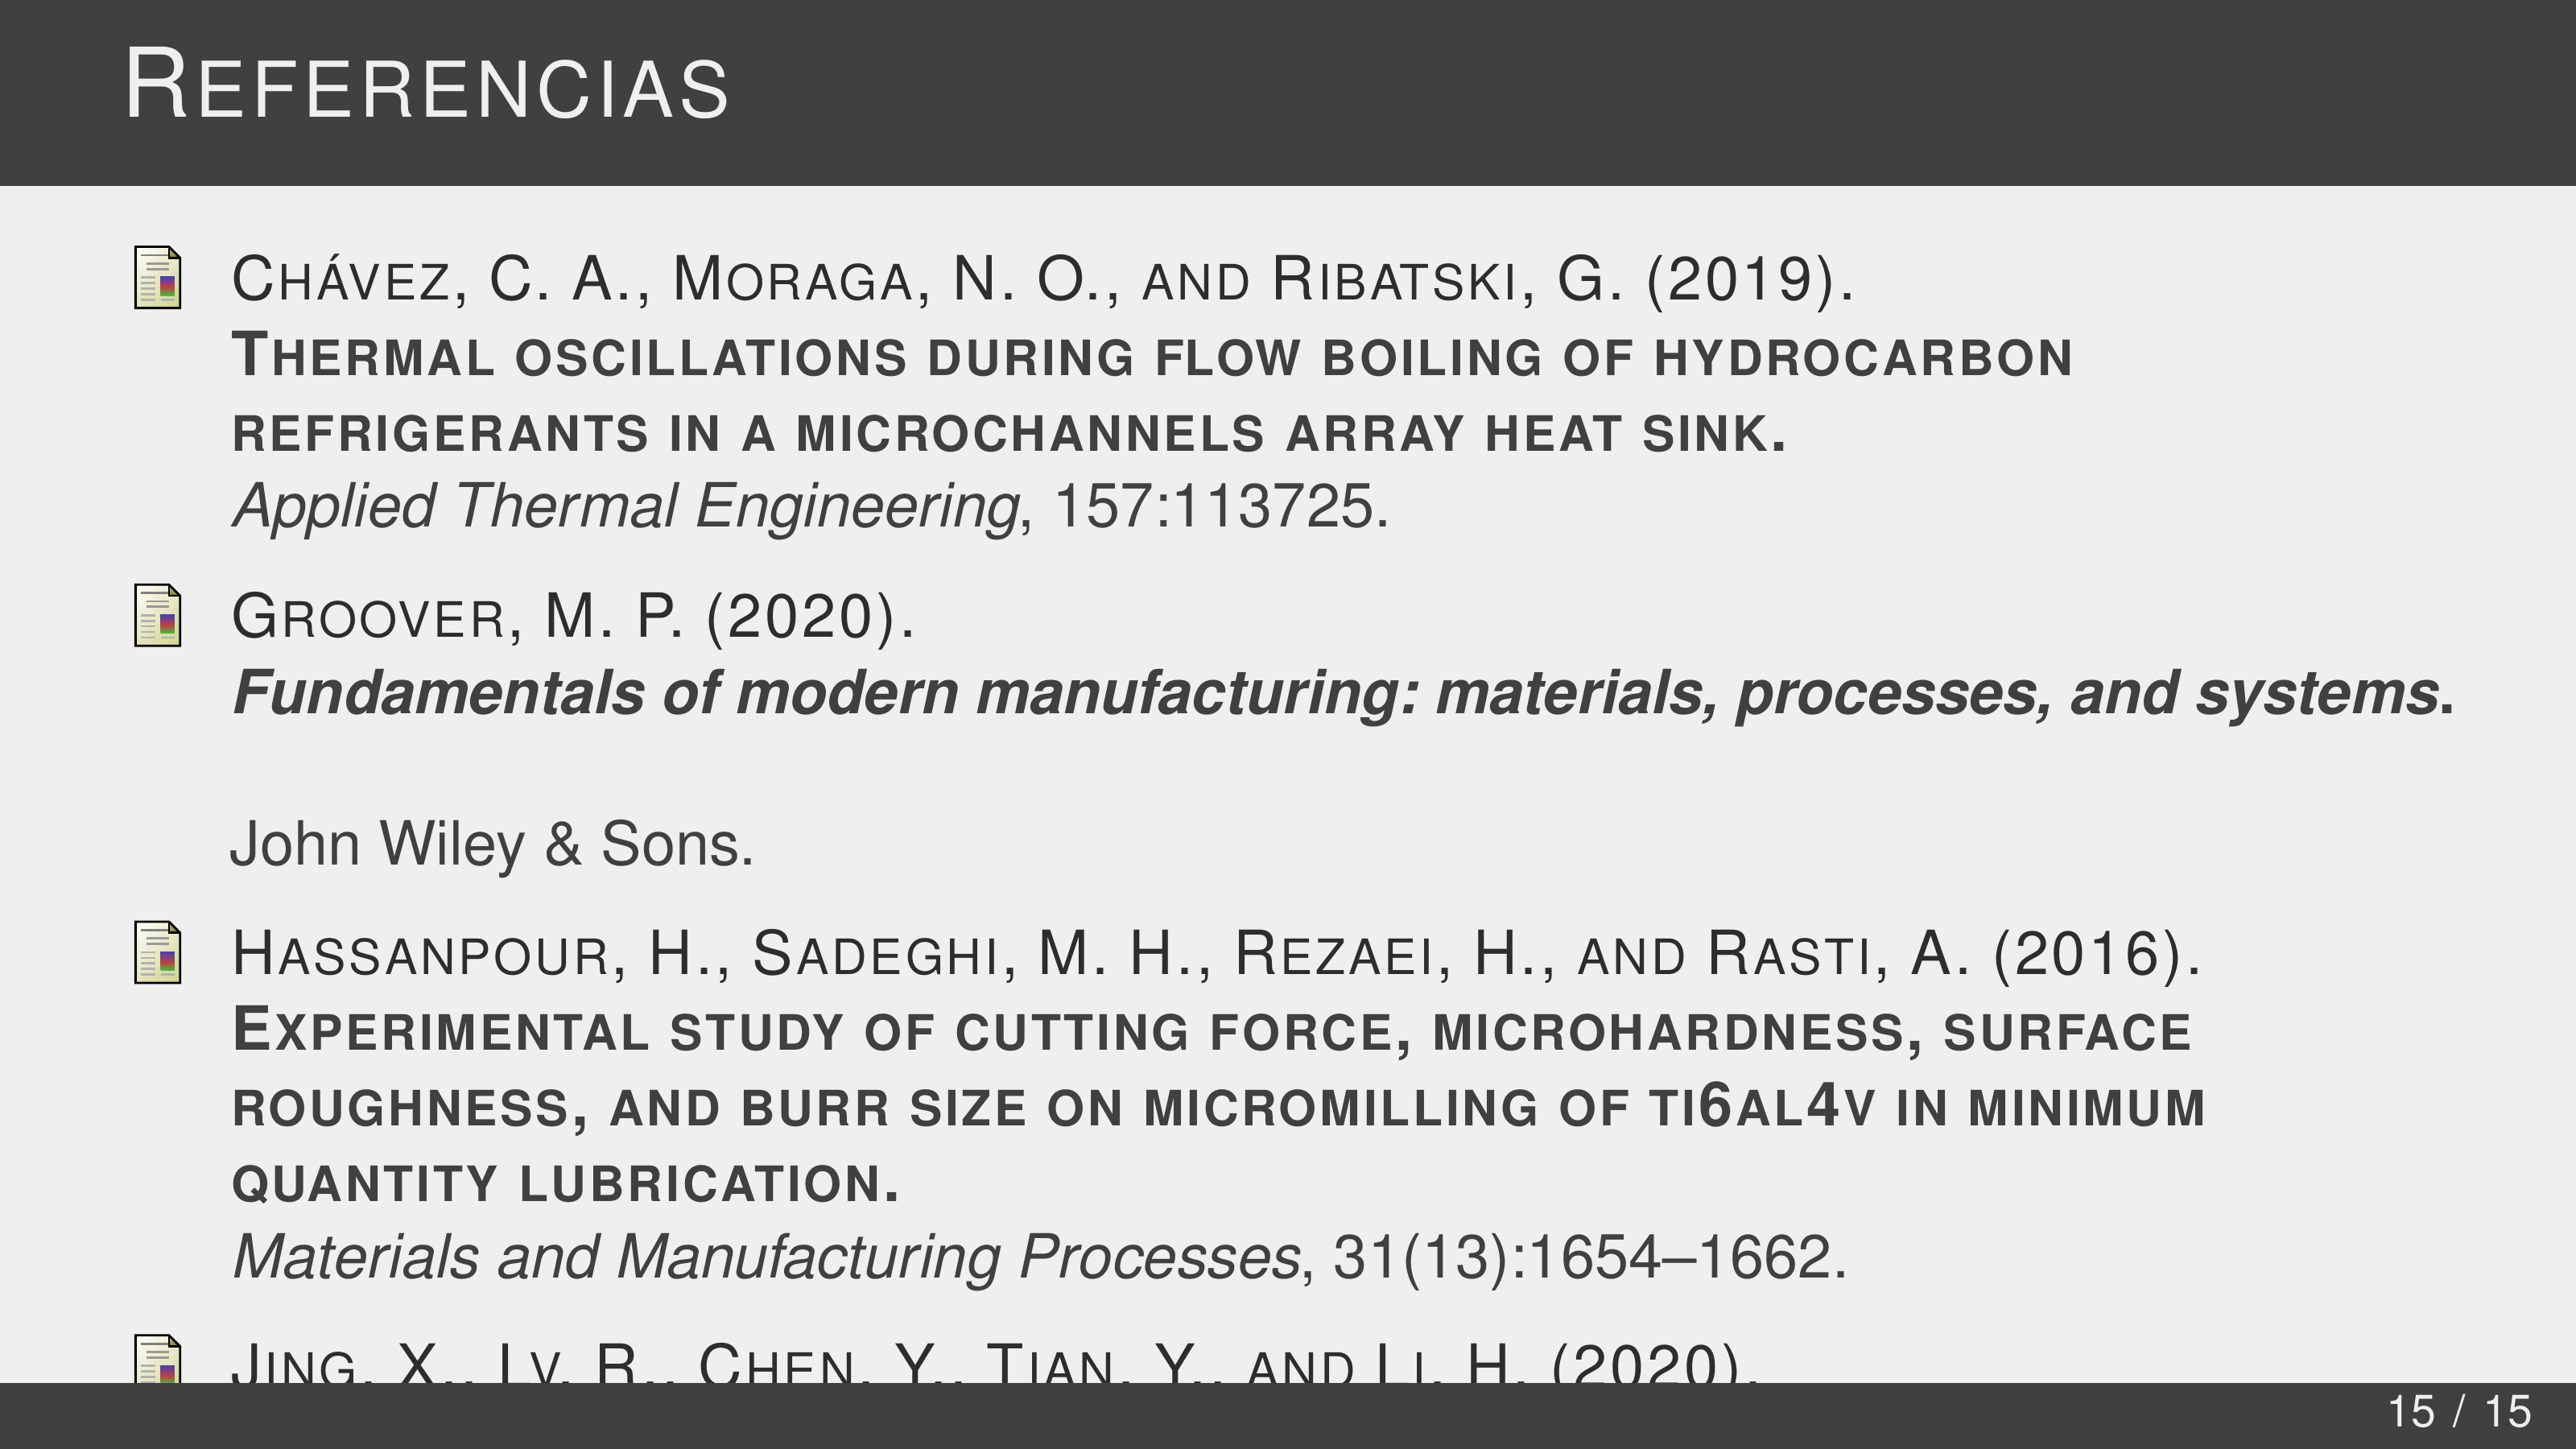 Referencias
Chávez, C. A., Moraga, N. O., and Ribatski, G. (2019).
Thermal oscillations during flow boiling of hydrocarbon
refrigerants in a microchannels array heat sink.
Applied Thermal Engineering, 157:113725.
Groover, M. P. (2020).
Fundamentals of modern manufacturing: materials, processes, and systems.
John Wiley & Sons.
Hassanpour, H., Sadeghi, M. H., Rezaei, H., and Rasti, A. (2016).
Experimental study of cutting force, microhardness, surface
roughness, and burr size on micromilling of ti6al4v in minimum
quantity lubrication.
Materials and Manufacturing Processes, 31(13):1654–1662.
Jing, X., Lv, R., Chen, Y., Tian, Y., and Li, H. (2020).
15 / 15